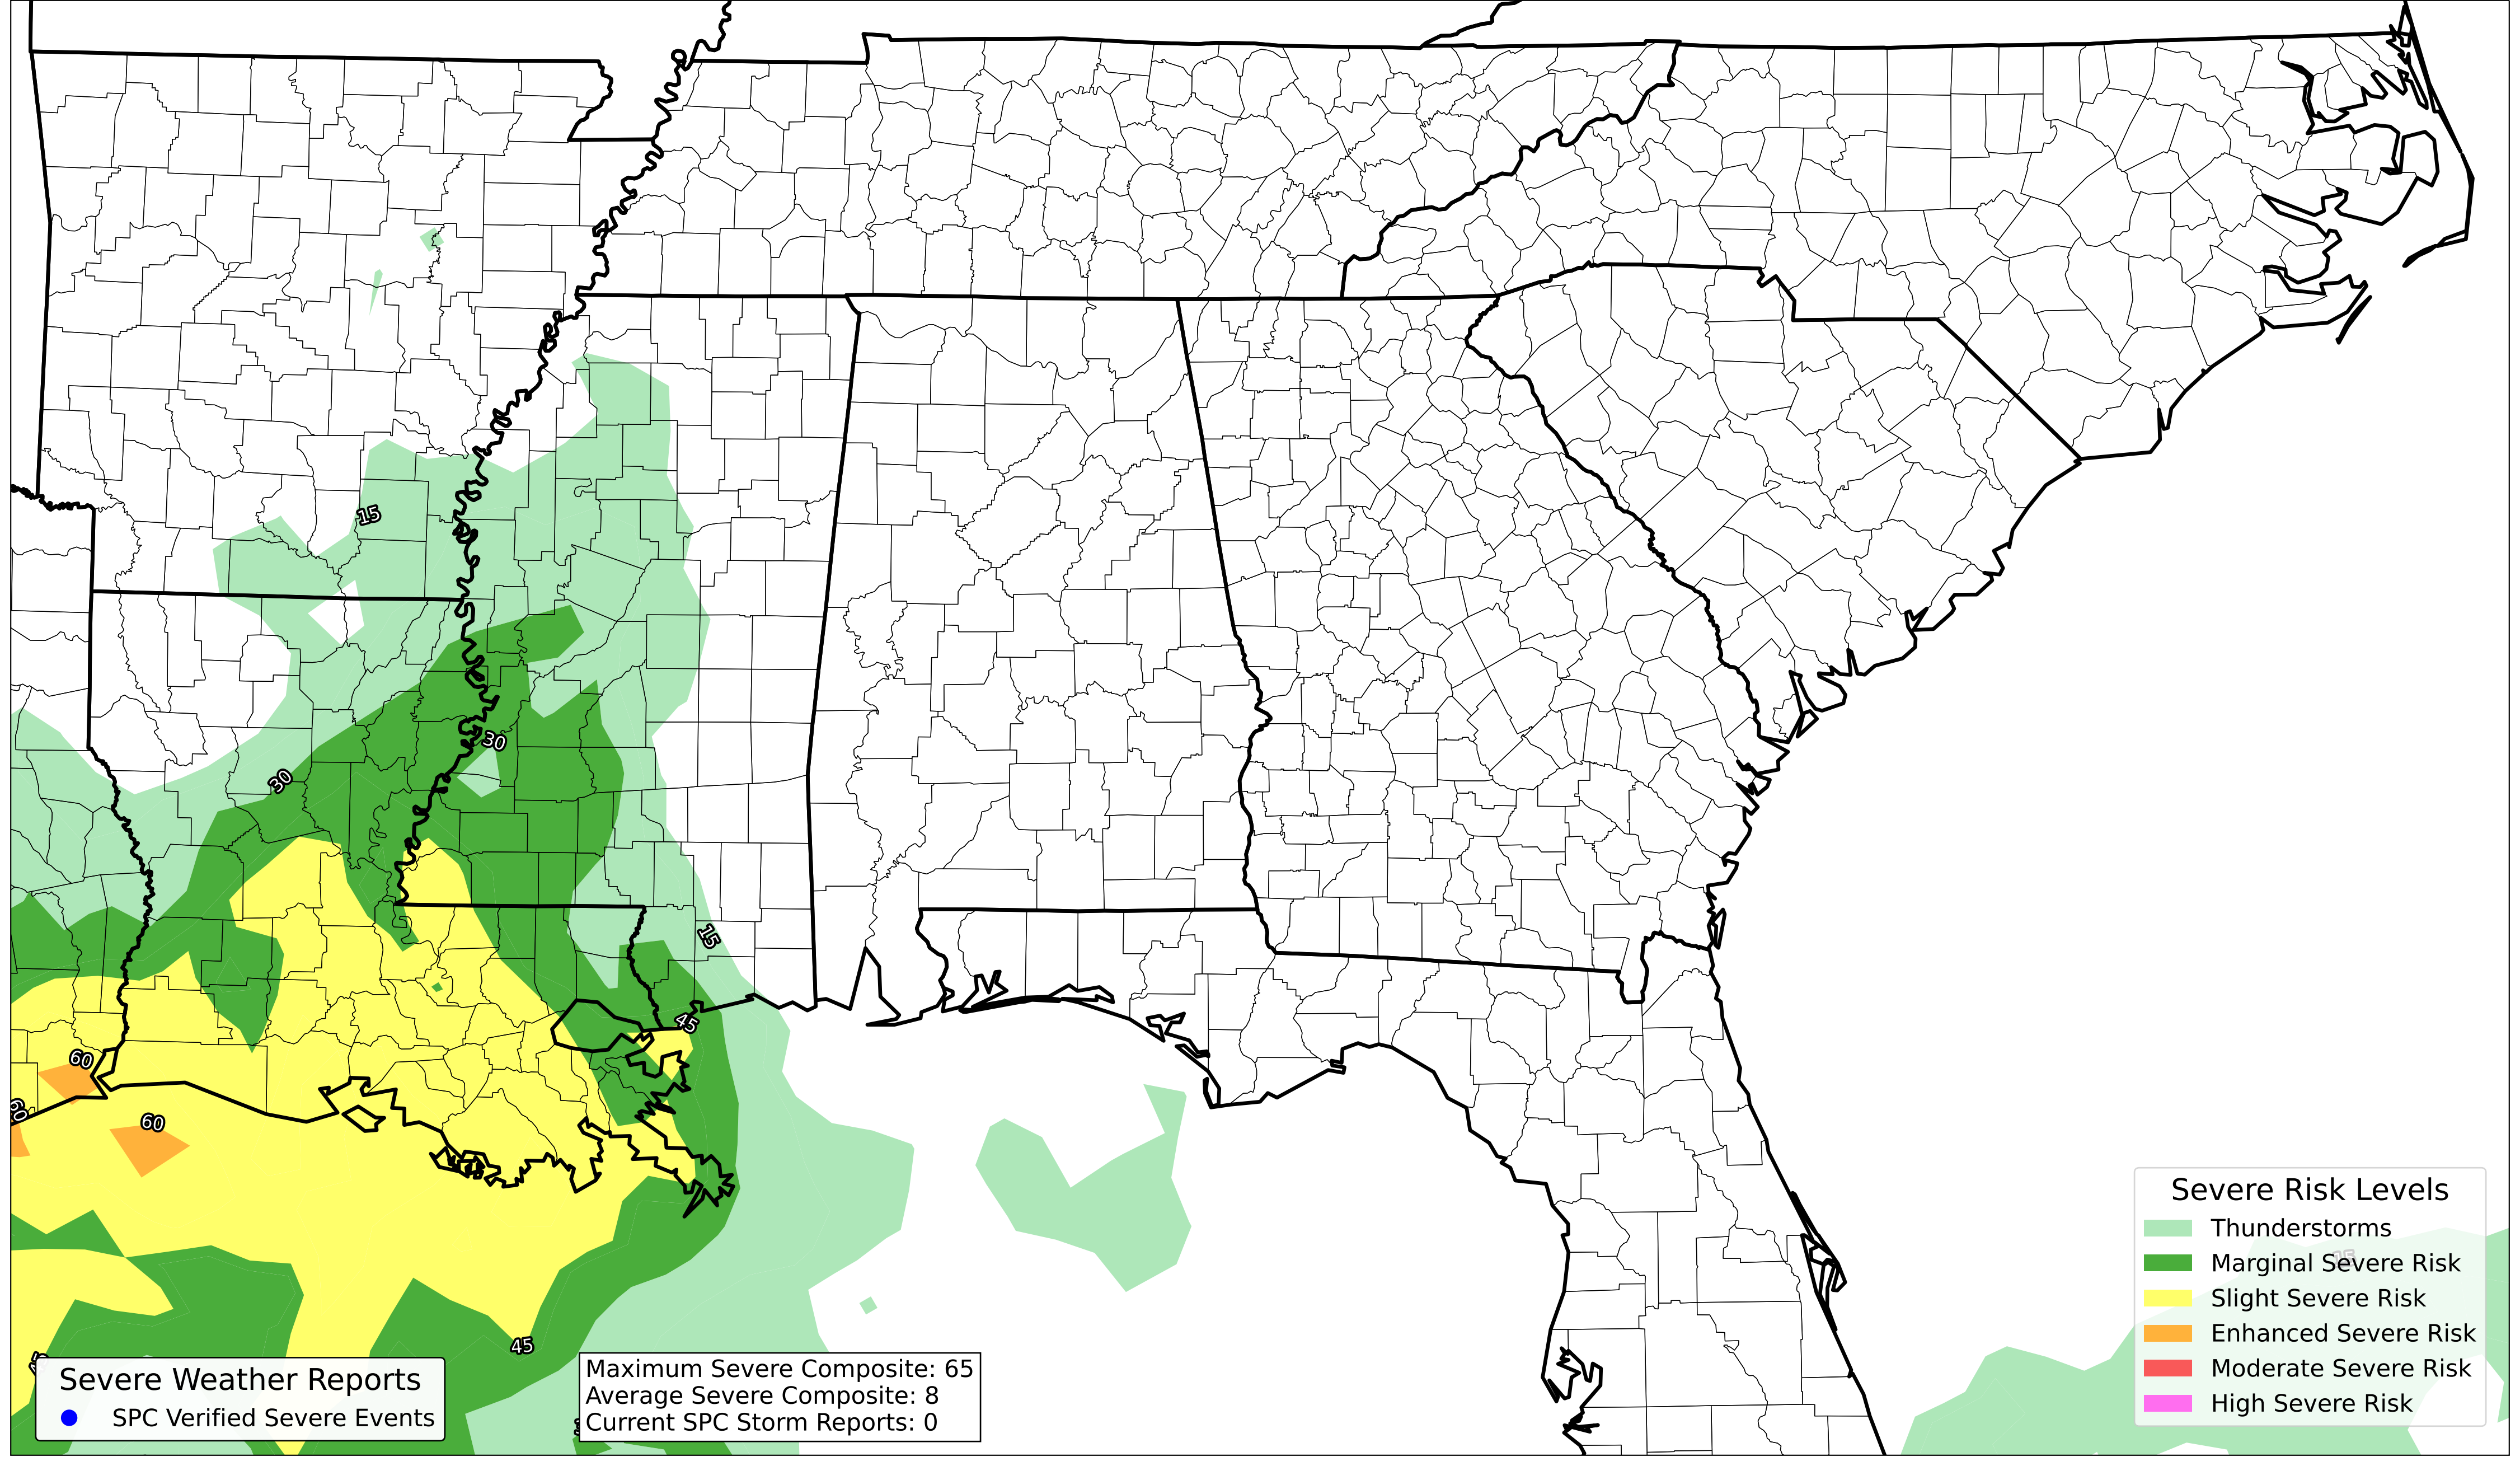 15
30
30
15
45
60
60
60
45
Severe Weather Reports
SPC Verified Severe Events
Maximum Severe Composite: 65
Average Severe Composite: 8
Current SPC Storm Reports: 0
Severe Risk Levels
Thunderstorms
Marginal Severe Risk
Slight Severe Risk
Enhanced Severe Risk
Moderate Severe Risk
High Severe Risk